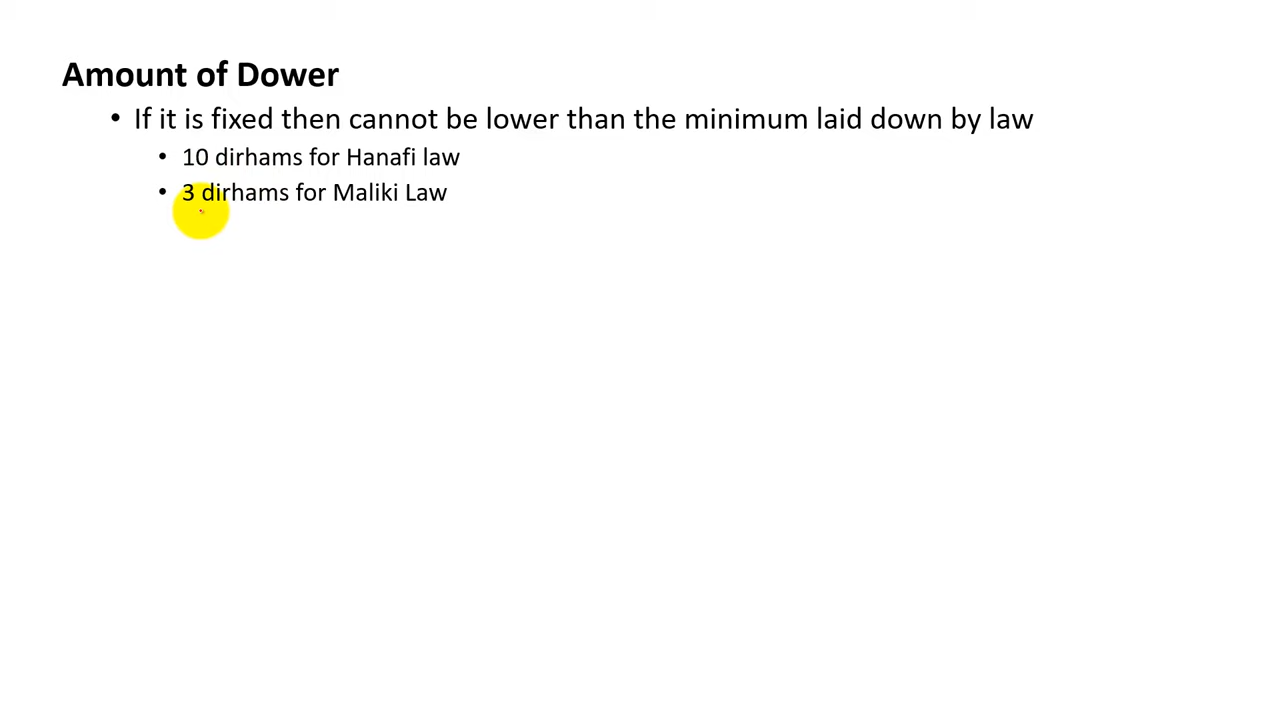 Amount of Dower
• If it is fixed then cannot be lower than the minimum laid down by law
• 10 dirhams for Hanafi law
• 3 dirhams for Maliki Law